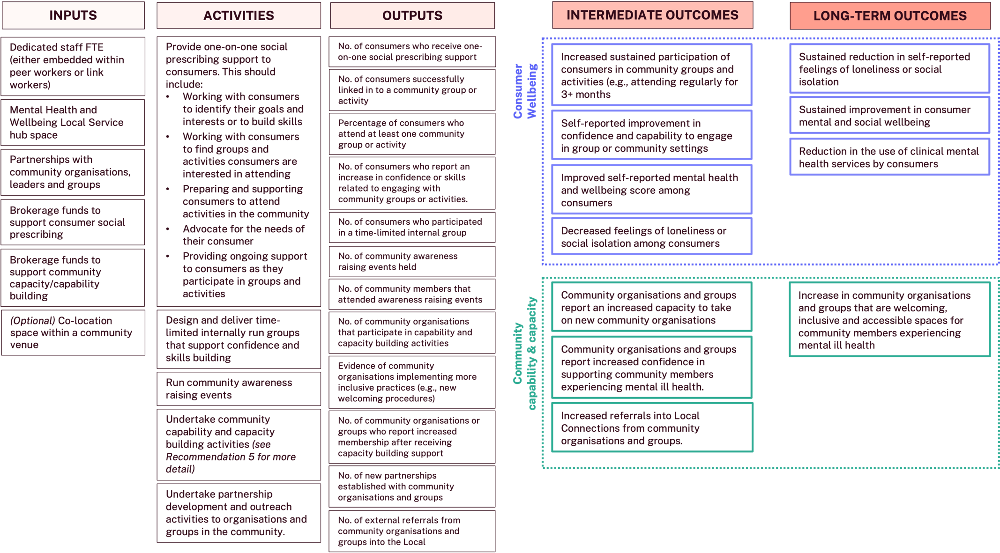 INPUTS
Dedicated staff FTE
(either embedded within
peer workers or link
workers)
Mental Health and
Wellbeing Local Service
hub space
Partnerships with
community organisations,
leaders and groups
Brokerage funds to
support consumer social
prescribing
Brokerage funds to
support community
capacity/capability
building
(Optional) Co-location
space within a community
venue
ACTIVITIES
Provide one-on-one social
prescribing support to
consumers. This should
include:
• Working with consumers
to identify their goals and
interests or to build skills
• Working with consumers
to find groups and
activities consumers are
interested in attending
• Preparing and supporting
consumers to attend
activities in the community
• Advocate for the needs of
their consumer
• Providing ongoing support
to consumers as they
participate in groups and
activities
Design and deliver time-
limited internally run groups
that support confidence and
skills building
Run community awareness
raising events
Undertake community
capability and capacity
building activities (see
Recommendation 5 for more
detail)
Undertake partnership
development and outreach
activities to organisations and
groups in the community.
OUTPUTS
No. of consumers who receive one-
on-one social prescribing support
No. of consumers successfully
linked in to a community group or
activity
Percentage of consumers who
attend at least one community
group or activity
No. of consumers who report an
increase in confidence or skills
related to engaging with
community groups or activities.
No. of consumers who participated
in a time-limited internal group
No. of community awareness
raising events held
No. of community members that
attended awareness raising events
No. of community organisations
that participate in capability and
capacity building activities
Evidence of community
organisations implementing more
inclusive practices (e.g., new
welcoming procedures)
No. of community organisations or
groups who report increased
membership after receiving
capacity building support
No. of new partnerships
established with community
organisations and groups
No. of external referrals from
community organisations and
groups into the Local
INTERMEDIATE OUTCOMES
LONG-TERM OUTCOMES
Consumer
Wellbeing
Increased sustained participation of
consumers in community groups and
activities (e.g., attending regularly for
3+ months
Self-reported improvement in
confidence and capability to engage
in group or community settings
Improved self-reported mental health
and wellbeing score among
consumers
Decreased feelings of loneliness or
social isolation among consumers
Sustained reduction in self-reported
feelings of loneliness or social
isolation
Sustained improvement in consumer
mental and social wellbeing
Reduction in the use of clinical mental
health services by consumers
Community
capability & capacity
Community organisations and groups
report an increased capacity to take
on new community organisations
Community organisations and groups
report increased confidence in
supporting community members
experiencing mental ill health.
Increased referrals into Local
Connections from community
organisations and groups.
Increase in community organisations
and groups that are welcoming,
inclusive and accessible spaces for
community members experiencing
mental ill health